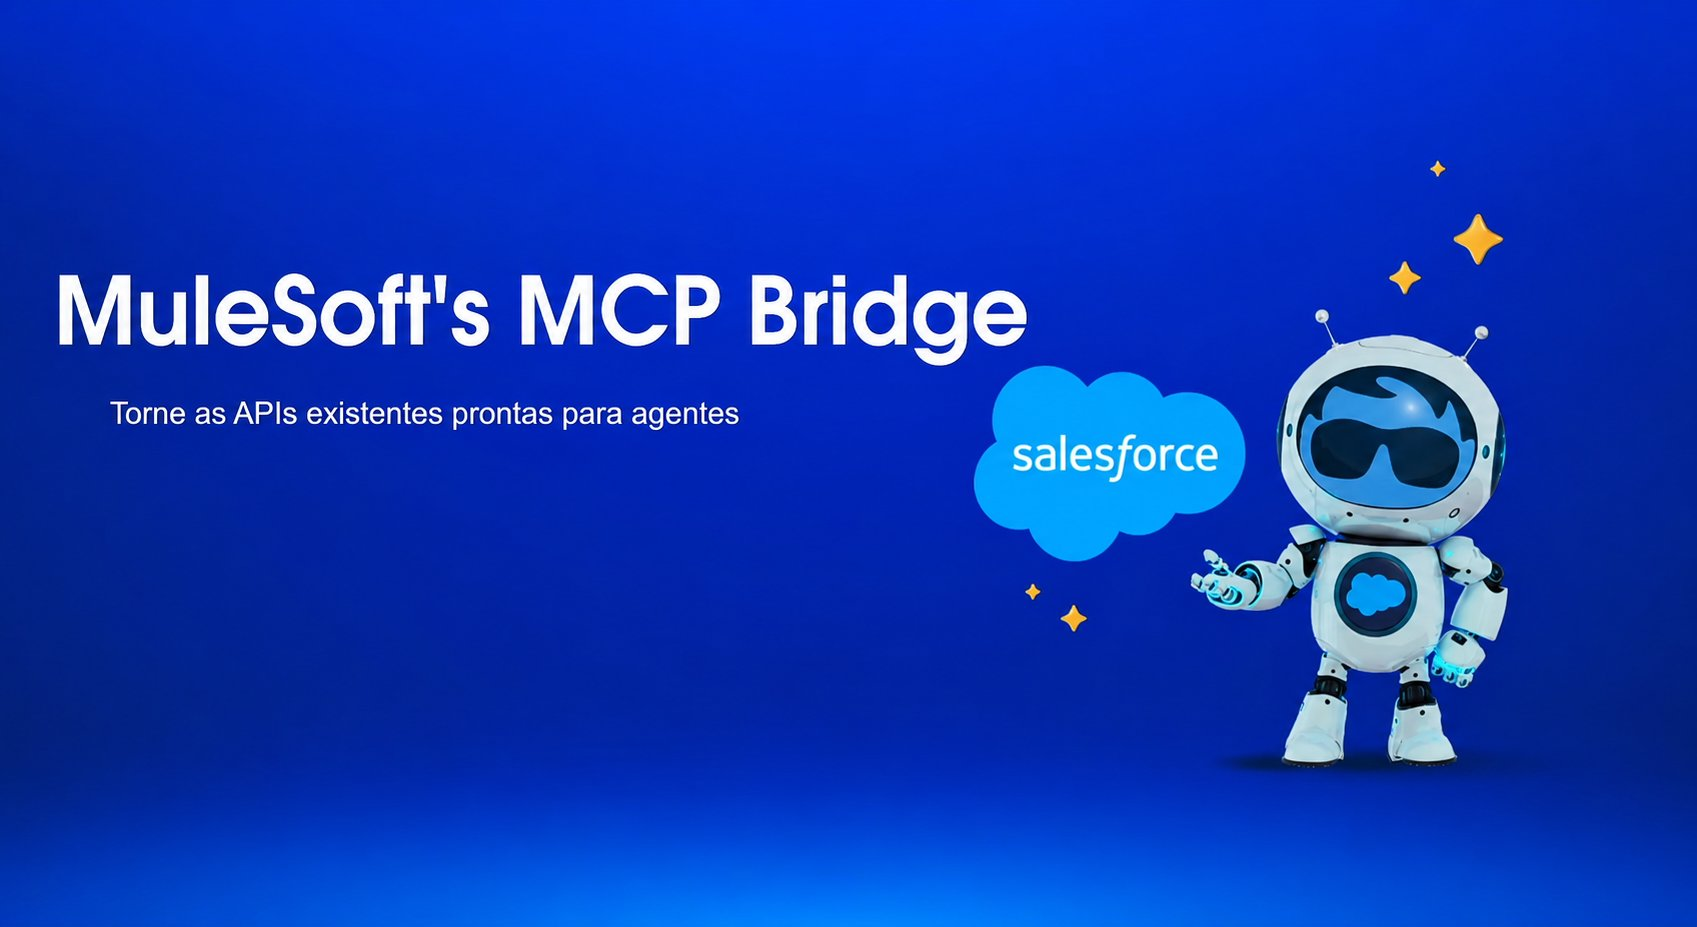 MuleSoft's MCP Bridge
Torne as APIs existentes prontas para agentes
salesforce